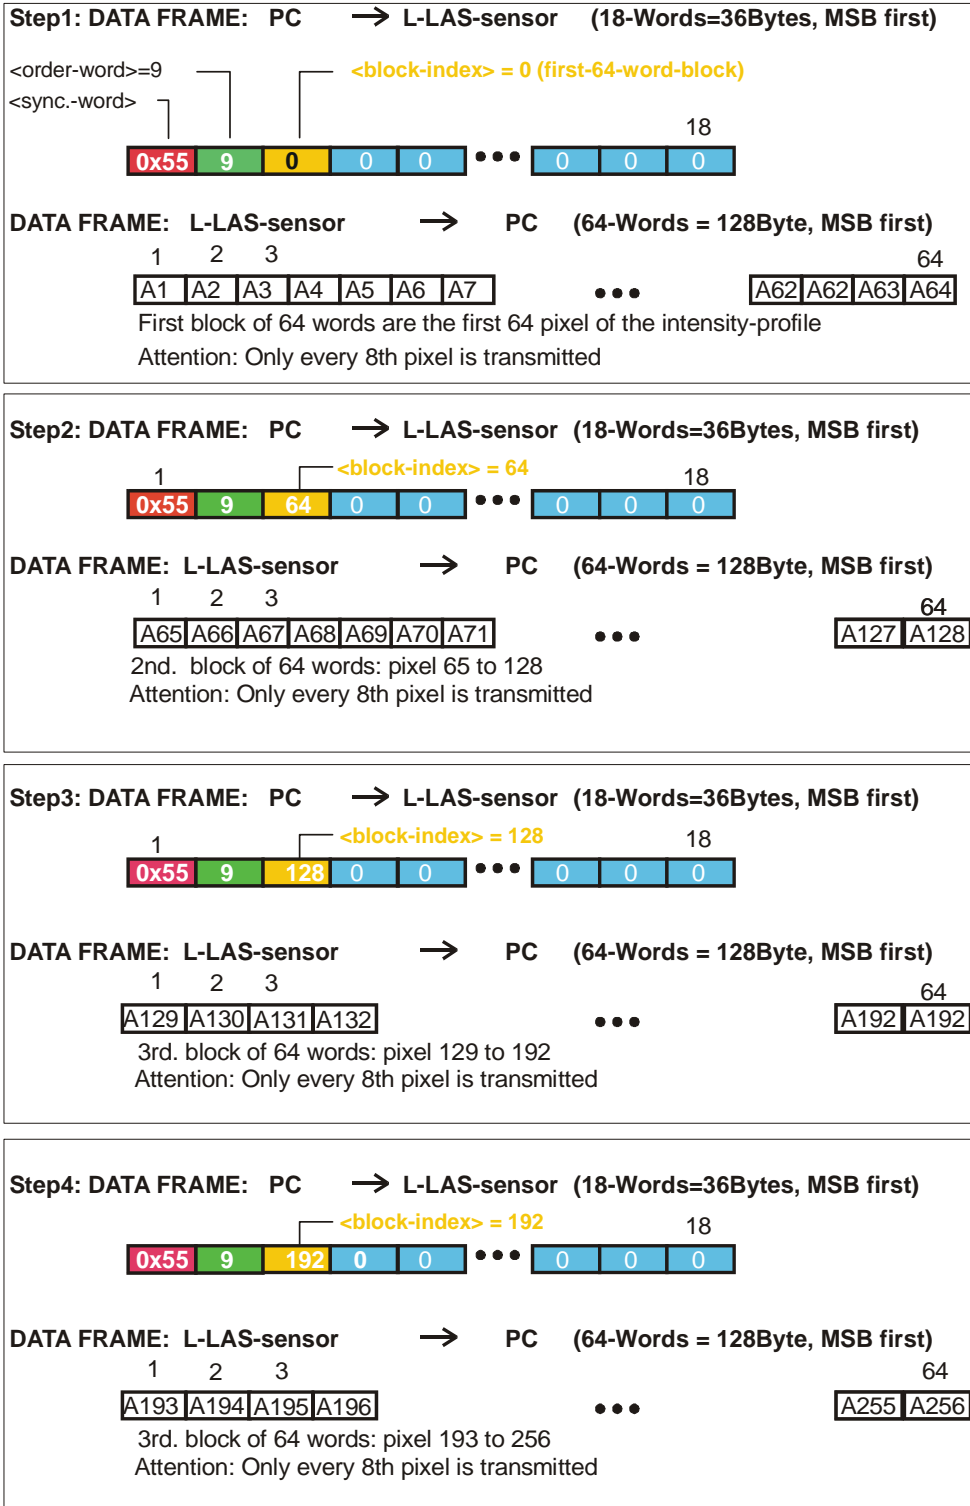 Step1: DATA FRAME: PC → L-LAS-sensor (18-Words=36Bytes, MSB first)
<order-word>=9 <block-index> = 0 (first-64-word-block)
<sync.-word>
18
0x55 9 0 0 0 ••• 0 0 0
DATA FRAME: L-LAS-sensor → PC (64-Words = 128Byte, MSB first)
1 2 3 64
A1 A2 A3 A4 A5 A6 A7 ••• A62 A62 A63 A64
First block of 64 words are the first 64 pixel of the intensity-profile
Attention: Only every 8th pixel is transmitted
Step2: DATA FRAME: PC → L-LAS-sensor (18-Words=36Bytes, MSB first)
1 <block-index> = 64 18
0x55 9 64 0 0 ••• 0 0 0
DATA FRAME: L-LAS-sensor → PC (64-Words = 128Byte, MSB first)
1 2 3 64
A65 A66 A67 A68 A69 A70 A71 ••• A127 A128
2nd. block of 64 words: pixel 65 to 128
Attention: Only every 8th pixel is transmitted
Step3: DATA FRAME: PC → L-LAS-sensor (18-Words=36Bytes, MSB first)
1 <block-index> = 128 18
0x55 9 128 0 0 ••• 0 0 0
DATA FRAME: L-LAS-sensor → PC (64-Words = 128Byte, MSB first)
1 2 3 64
A129 A130 A131 A132 ••• A192 A192
3rd. block of 64 words: pixel 129 to 192
Attention: Only every 8th pixel is transmitted
Step4: DATA FRAME: PC → L-LAS-sensor (18-Words=36Bytes, MSB first)
<block-index> = 192 18
0x55 9 192 0 0 ••• 0 0 0
DATA FRAME: L-LAS-sensor → PC (64-Words = 128Byte, MSB first)
1 2 3 64
A193 A194 A195 A196 ••• A255 A256
3rd. block of 64 words: pixel 193 to 256
Attention: Only every 8th pixel is transmitted